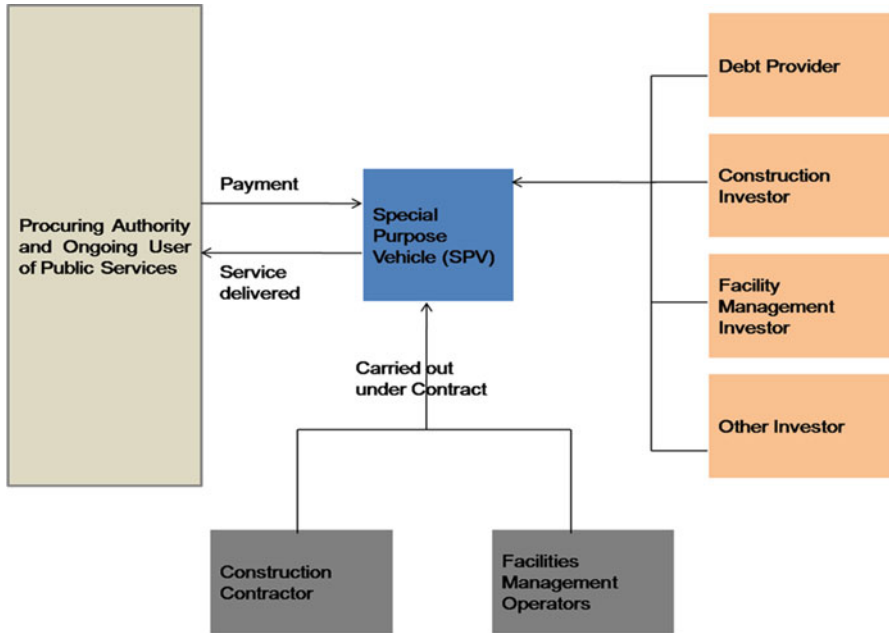 Procuring Authority
and Ongoing User
of Public Services
Payment
Service
delivered
Special
Purpose
Vehicle (SPV)
Carried out
under Contract
Debt Provider
Construction
Investor
Facility
Management
Investor
Other Investor
Construction
Contractor
Facilities
Management
Operators